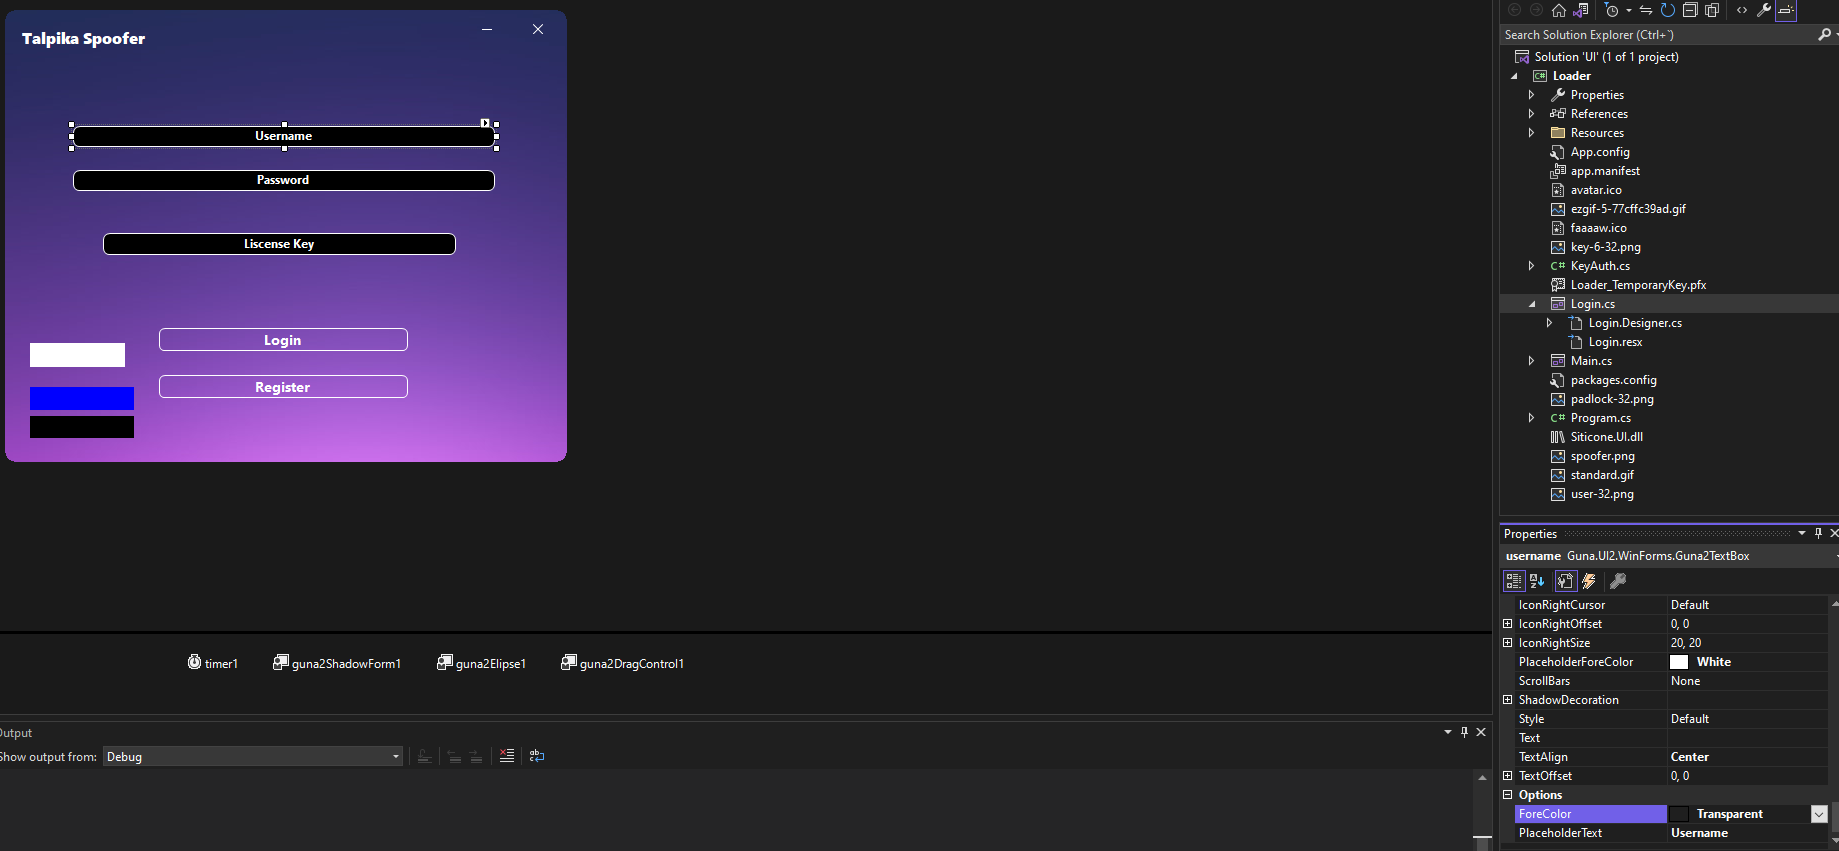 Talpika Spoofer
Username
Password
Liscense Key
Login
Register
timer1
guna2ShadowForm1
guna2Elipse1
guna2DragControl1
Output
Show output from:
Debug
Search Solution Explorer (Ctrl+`)
Solution 'UI' (1 of 1 project)
C# Loader
Properties
References
Resources
App.config
app.manifest
avatar.ico
ezgif-5-77cffc39ad.gif
faaaaw.ico
key-6-32.png
C# KeyAuth.cs
Loader_TemporaryKey.pfx
Login.cs
Login.Designer.cs
Login.resx
Main.cs
packages.config
padlock-32.png
C# Program.cs
Siticone.UI.dll
spoofer.png
standard.gif
user-32.png
Properties
username Guna.UI2.WinForms.Guna2TextBox
IconRightCursor Default
IconRightOffset 0, 0
IconRightSize 20, 20
PlaceholderForeColor White
ScrollBars None
ShadowDecoration
Style Default
Text
TextAlign Center
TextOffset 0, 0
Options
ForeColor Transparent
PlaceholderText Username